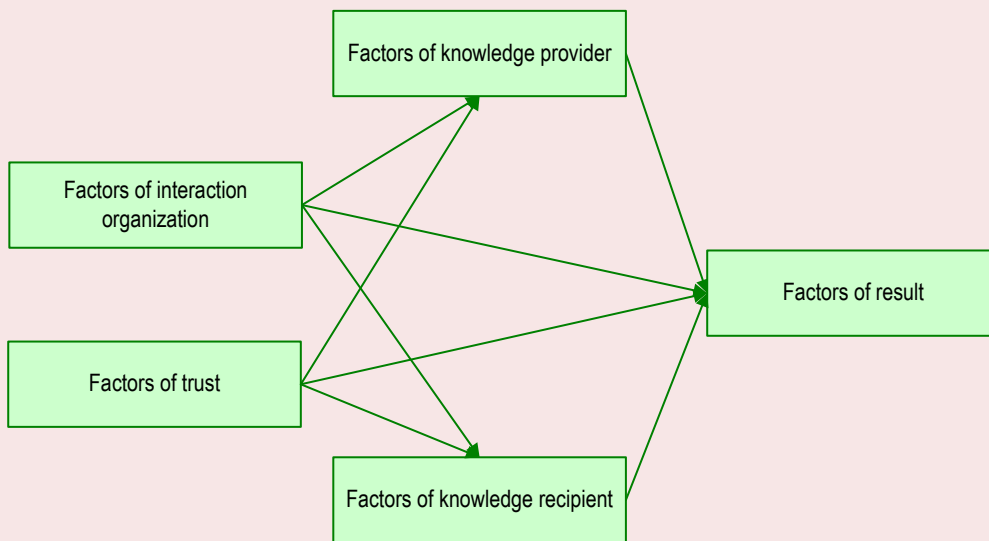 Factors of knowledge provider
Factors of interaction
organization
Factors of result
Factors of trust
Factors of knowledge recipient